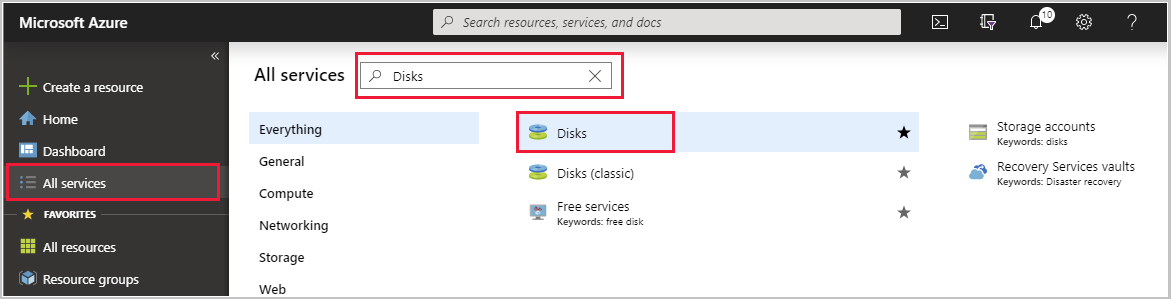 Microsoft Azure
Search resources, services, and docs
10
?
«
Create a resource
Home
Dashboard
All services
FAVORITES
All resources
Resource groups
All services
Disks
Everything
General
Compute
Networking
Storage
Web
Disks
Disks (classic)
Free services
Keywords: free disk
Storage accounts
Keywords: disks
Recovery Services vaults
Keywords: Disaster recovery